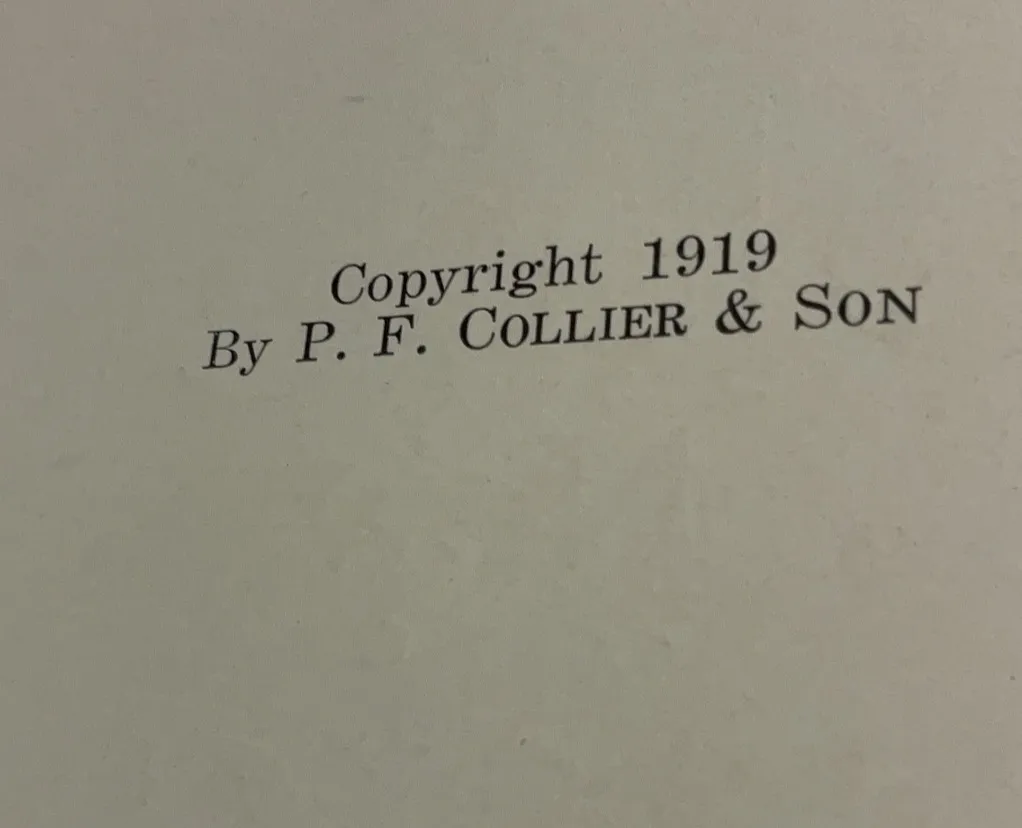 Copyright 1919
By P. F. COLLIER & SON